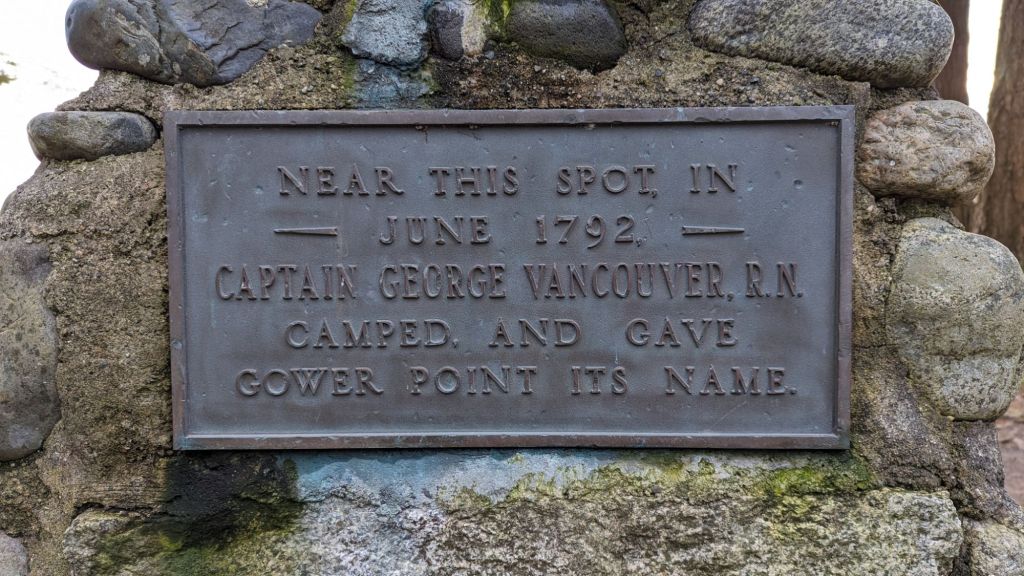 NEAR THIS SPOT, IN
— JUNE 1792, —
CAPTAIN GEORGE VANCOUVER, R.N.
CAMPED, AND GAVE
GOWER POINT ITS NAME.